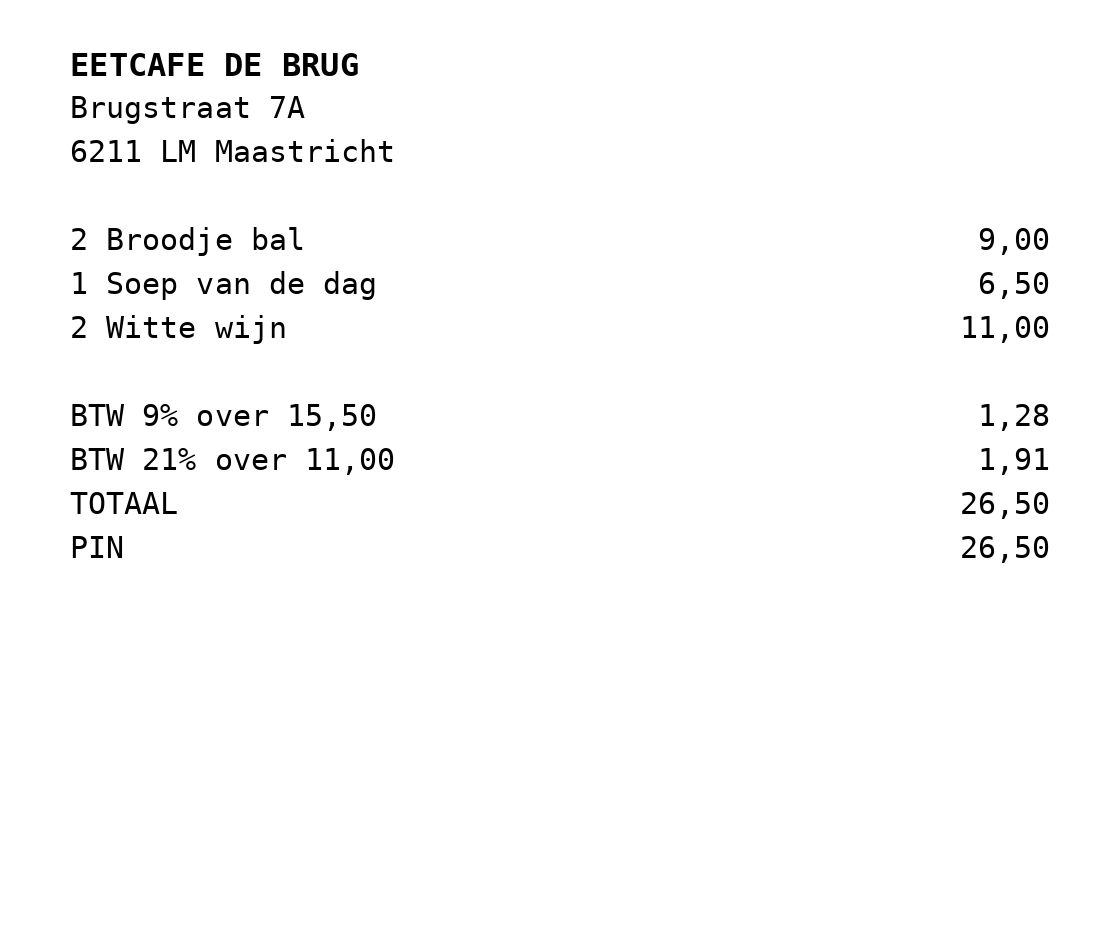 EETCAFE DE BRUG
Brugstraat 7A
6211 LM Maastricht
2 Broodje bal 9,00
1 Soep van de dag 6,50
2 Witte wijn 11,00
BTW 9% over 15,50 1,28
BTW 21% over 11,00 1,91
TOTAAL 26,50
PIN 26,50